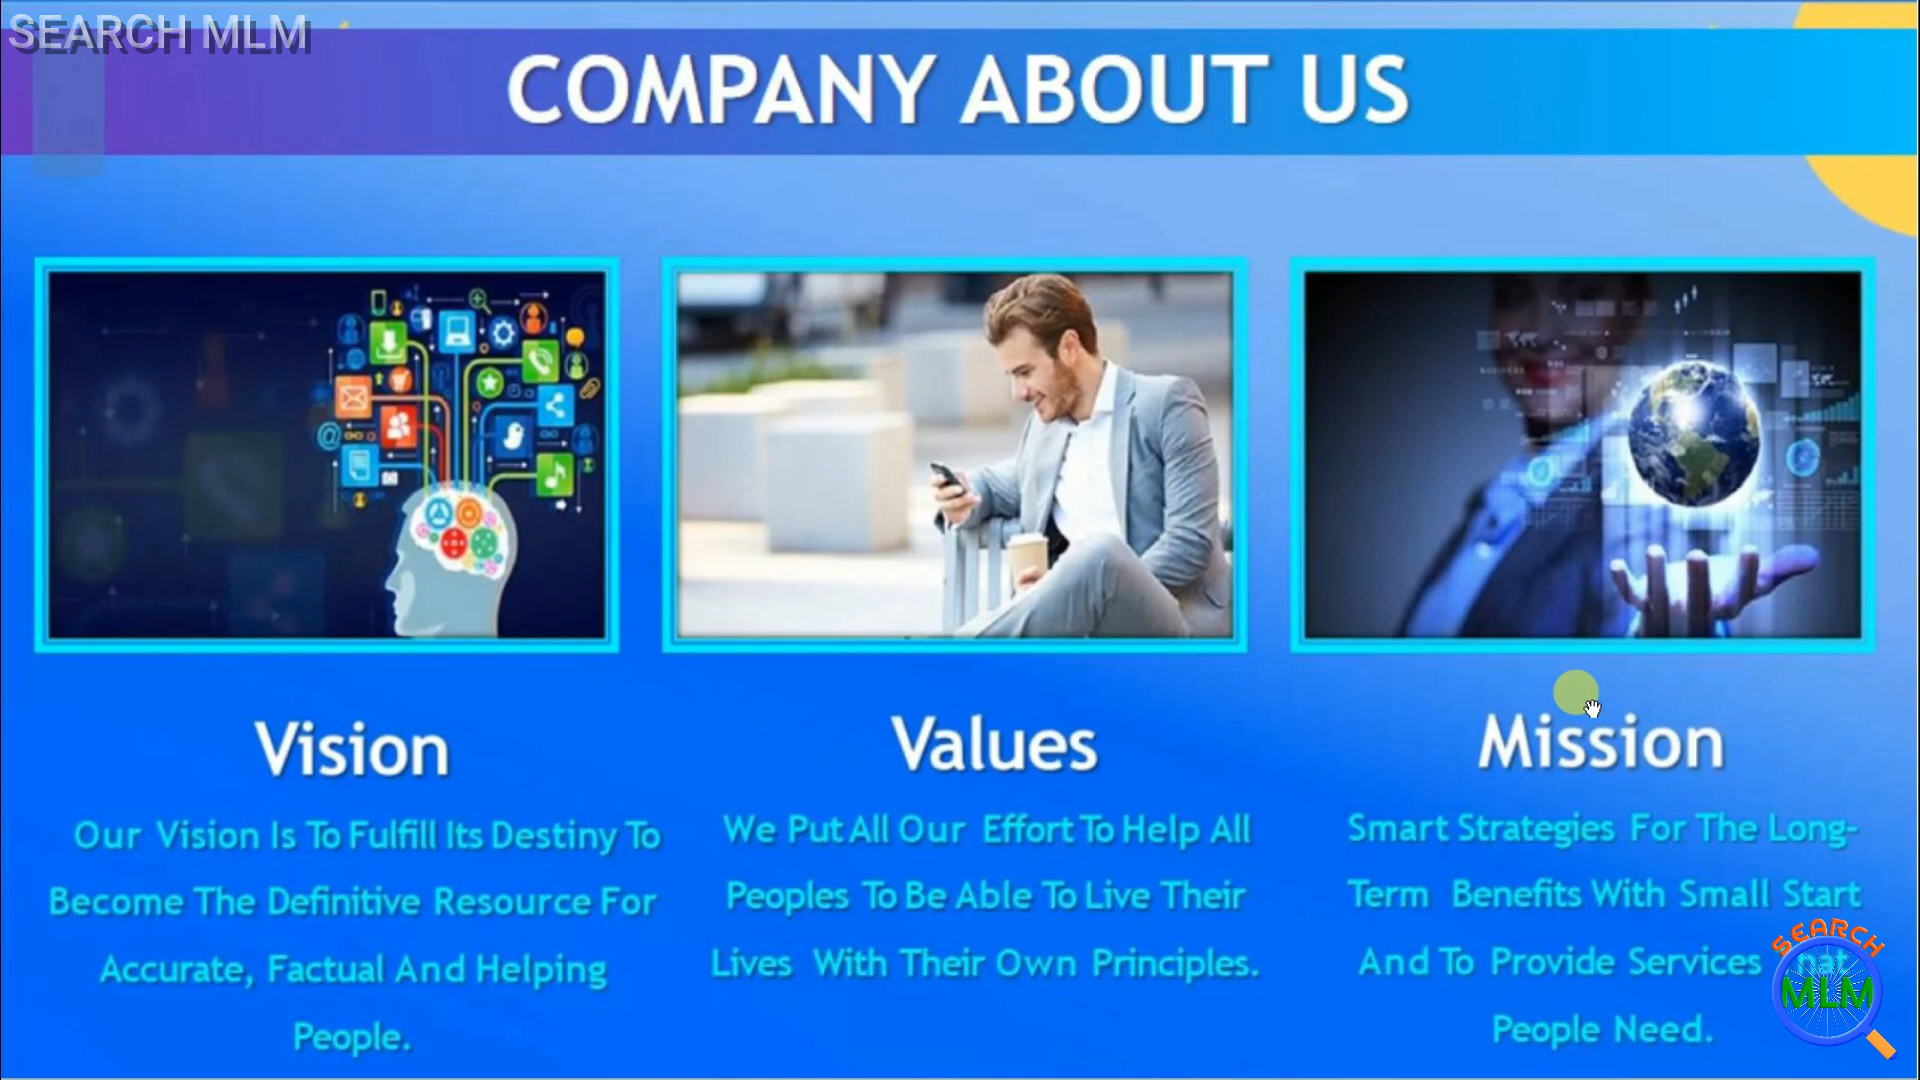 SEARCH MLM
COMPANY ABOUT US
Vision
Our Vision Is To Fulfill Its Destiny To
Become The Definitive Resource For
Accurate, Factual And Helping
People.
Values
We Put All Our Effort To Help All
Peoples To Be Able To Live Their
Lives With Their Own Principles.
Mission
Smart Strategies For The Long-
Term Benefits With Small Start
And To Provide Services
People Need.
SEARCH
MLM